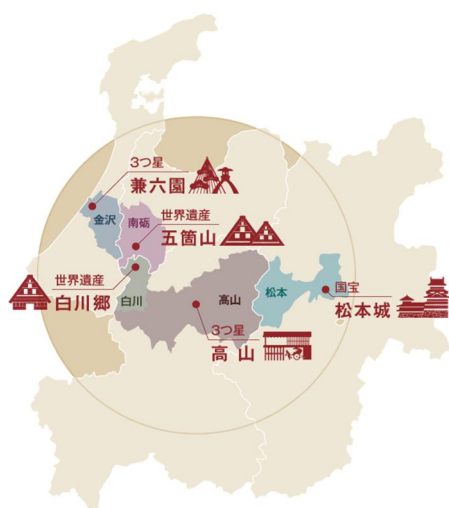 3つ星
兼六園
金沢
南砺
世界遺産
五箇山
世界遺産
白川郷
白川
高山
松本
国宝
松本城
3つ星
高山